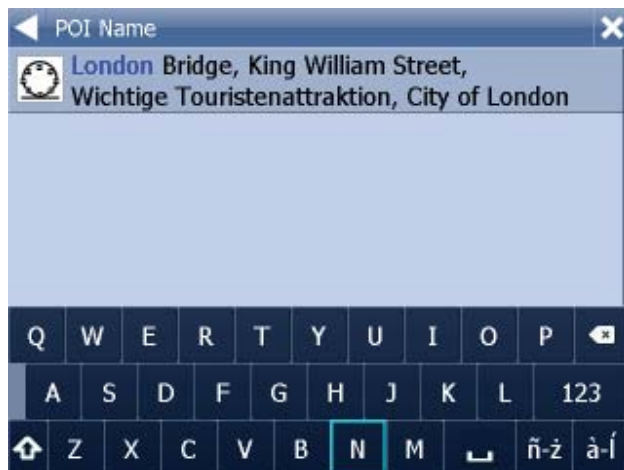 POI Name
London Bridge, King William Street,
Wichtige Touristenattraktion, City of London
Q W E R T Y U I O P
A S D F G H J K L 123
Z X C V B N M ñ-ż à-Í